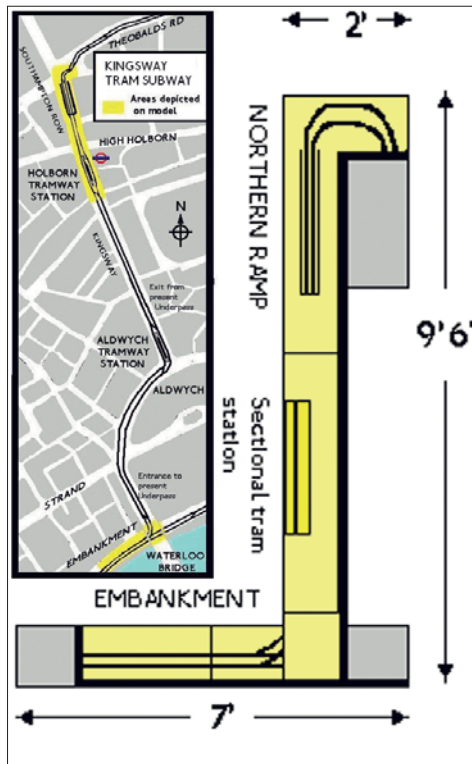 THEOBALDS RD
SOUTHAMPTON ROW
KINGSWAY
TRAM SUBWAY
Areas depicted
on model
HIGH HOLBORN
HOLBORN
TRAMWAY
STATION
N
KINGSWAY
Exit from
present
Underpass
ALDWYCH
TRAMWAY
STATION
ALDWYCH
STRAND
Entrance to
present
Underpass
EMBANKMENT
WATERLOO
BRIDGE
2'
NORTHERN RAMP
9'6"
Sectional tram
station
EMBANKMENT
7'